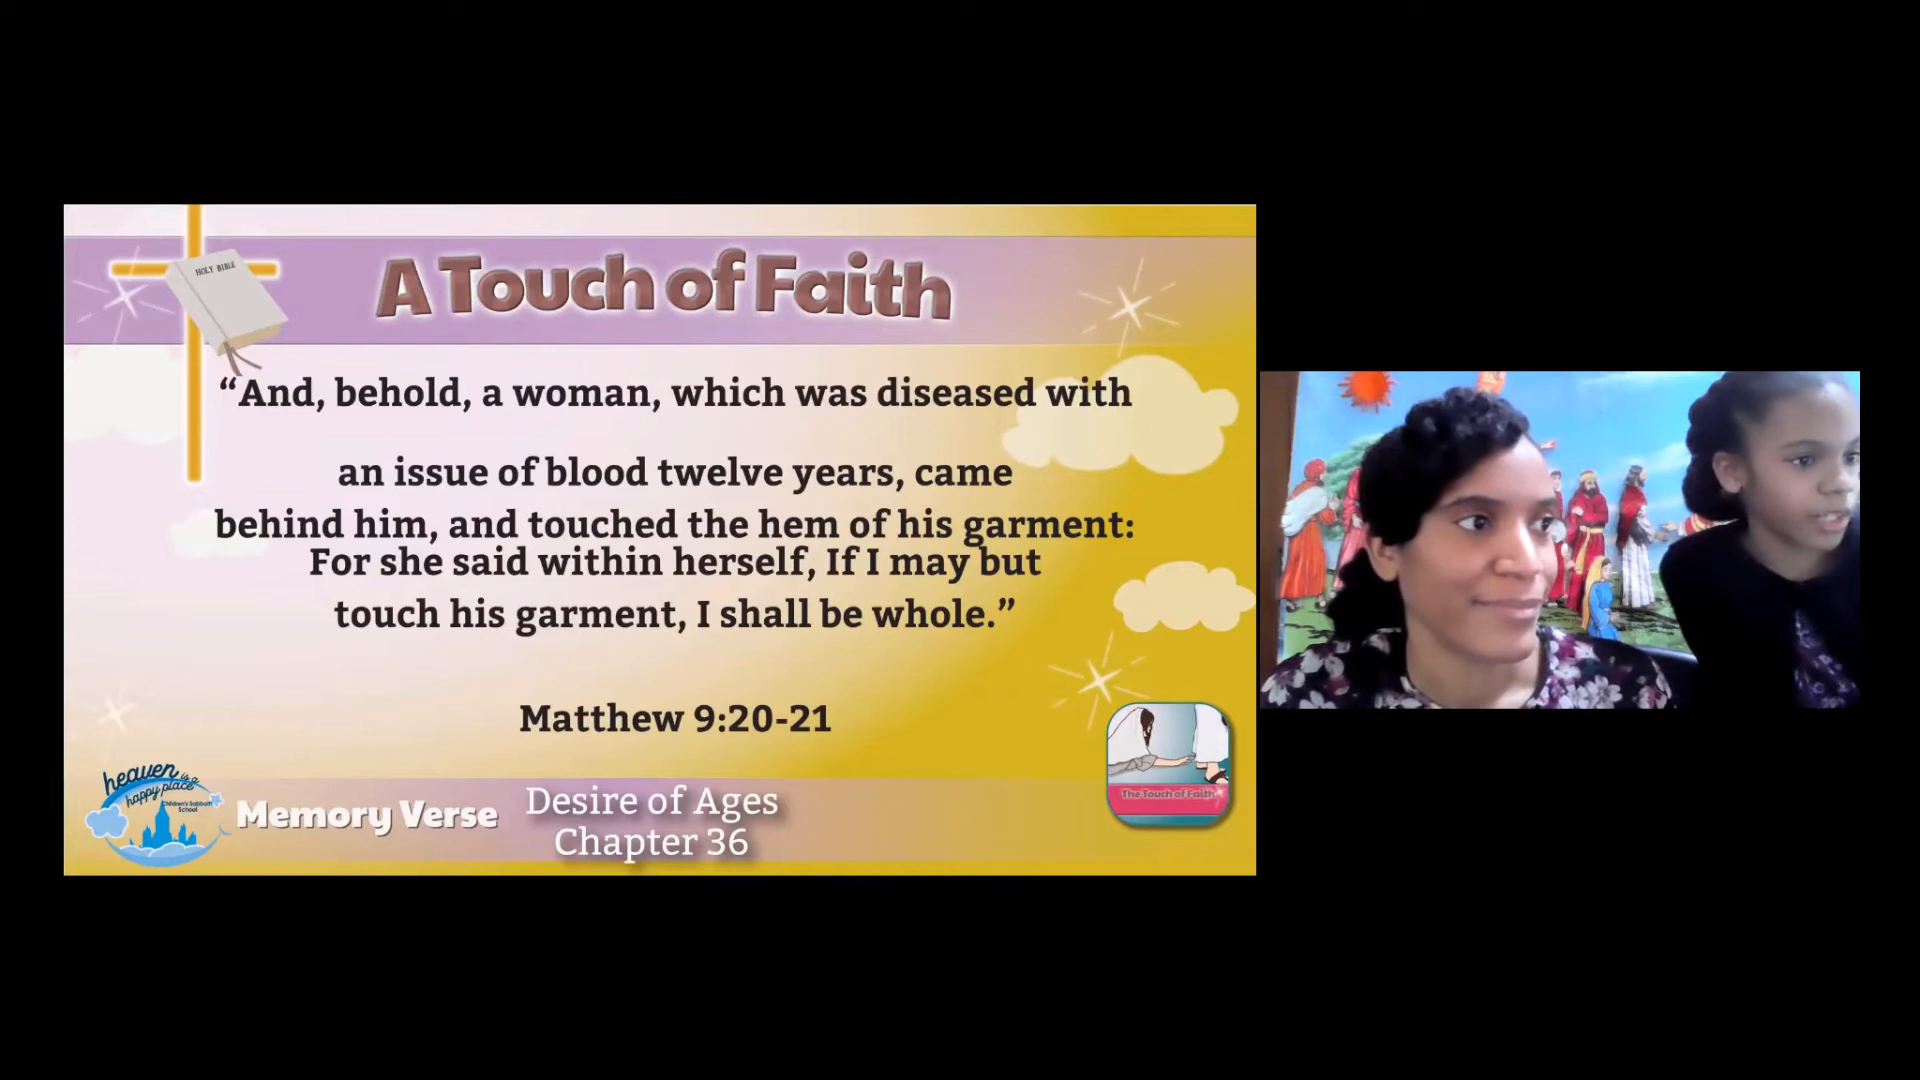 HOLY BIBLE
A Touch of Faith
“And, behold, a woman, which was diseased with
an issue of blood twelve years, came
behind him, and touched the hem of his garment:
For she said within herself, If I may but
touch his garment, I shall be whole.”
Matthew 9:20-21
heaven is a
happy place
Children's Sabbath
School
Memory Verse
Desire of Ages
Chapter 36
The Touch of Faith